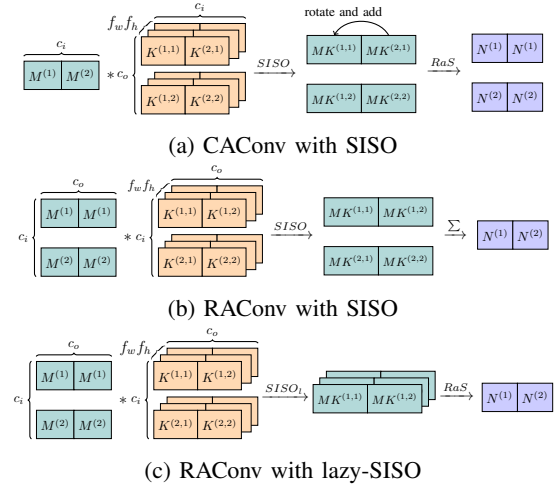 c_i
f_w f_h
c_i
rotate and add
M^(1) M^(2) * c_o K^(1,1) K^(2,1) SISO MK^(1,1) MK^(2,1) RaS N^(1) N^(1)
K^(1,2) K^(2,2) MK^(1,2) MK^(2,2) N^(2) N^(2)
(a) CAConv with SISO
c_o f_w f_h c_o
M^(1) M^(1) K^(1,1) K^(1,2) MK^(1,1) MK^(1,2)
c_i * c_i SISO ∑ N^(1) N^(2)
M^(2) M^(2) K^(2,1) K^(2,2) MK^(2,1) MK^(2,2)
(b) RAConv with SISO
c_o f_w f_h c_o
M^(1) M^(1) K^(1,1) K^(1,2)
c_i * c_i SISO_l MK^(1,1) MK^(1,2) RaS N^(1) N^(2)
M^(2) M^(2) K^(2,1) K^(2,2)
(c) RAConv with lazy-SISO